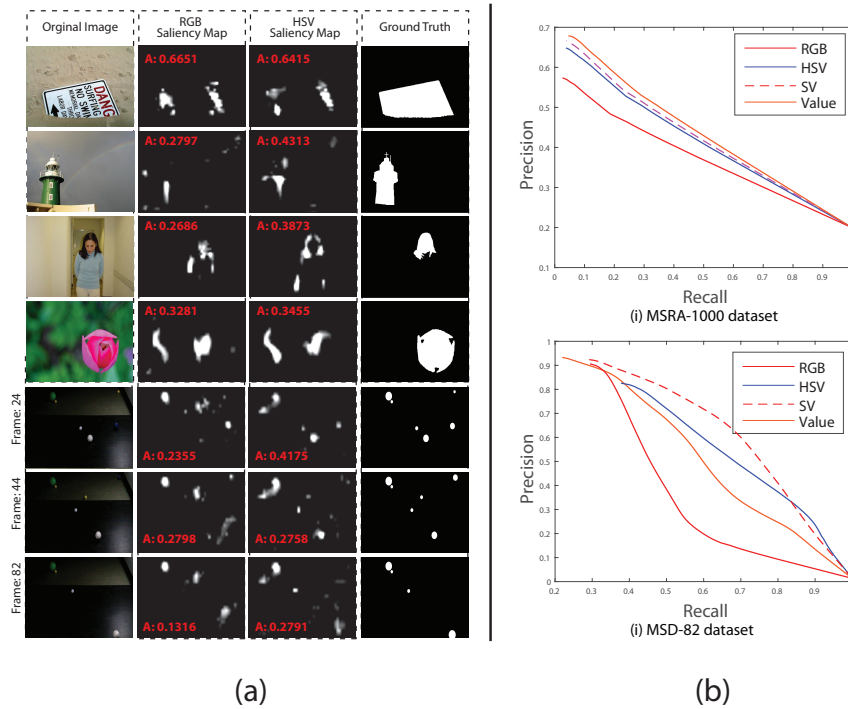 Orginal Image
RGB
Saliency Map
HSV
Saliency Map
Ground Truth
A: 0.6651
A: 0.6415
DANG
SURFING
NO SWIM
A: 0.2797
A: 0.4313
A: 0.2686
A: 0.3873
A: 0.3281
A: 0.3455
Frame: 24
A: 0.2355
A: 0.4175
Frame: 44
A: 0.2798
A: 0.2758
Frame: 82
A: 0.1316
A: 0.2791
(a)
0.7
0.6
0.5
0.4
0.3
0.2
0.1
Precision
RGB
HSV
SV
Value
0 0.1 0.2 0.3 0.4 0.5 0.6 0.7 0.8 0.9
Recall
(i) MSRA-1000 dataset
1
0.9
0.8
0.7
0.6
0.5
0.4
0.3
0.2
0.1
0
Precision
RGB
HSV
SV
Value
0.2 0.3 0.4 0.5 0.6 0.7 0.8 0.9
Recall
(i) MSD-82 dataset
(b)